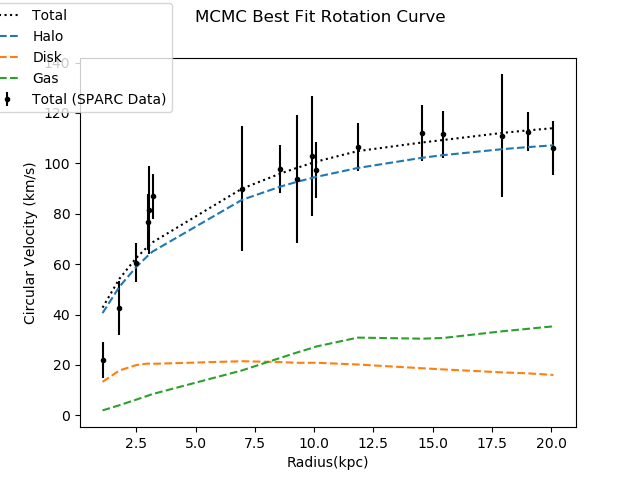 MCMC Best Fit Rotation Curve
Total
Halo
Disk
Gas
Total (SPARC Data)
140
120
100
80
60
40
20
0
Circular Velocity (km/s)
2.5 5.0 7.5 10.0 12.5 15.0 17.5 20.0
Radius(kpc)